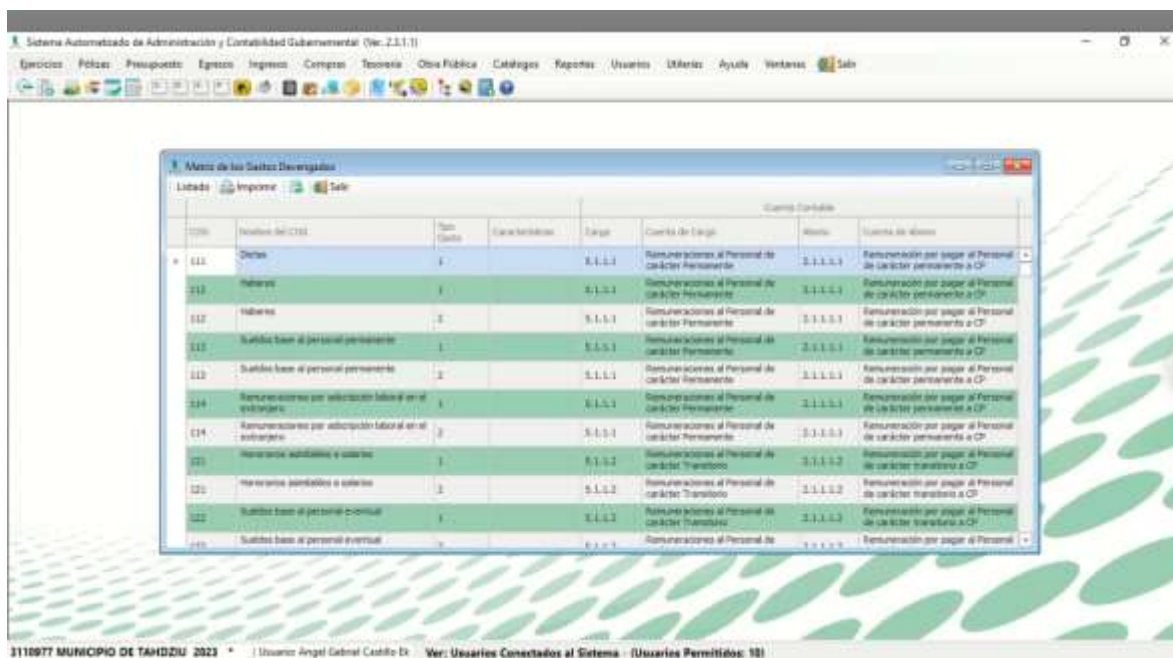 Sistema Automatizado de Administración y Contabilidad Gubernamental (Ver. 2.3.1.1)
Ejercicios Pólizas Presupuesto Egresos Ingresos Compras Tesorería Obra Pública Catálogos Reportes Usuarios Utilerías Ayuda Ventanas Salir
Matriz de los Gastos Devengados
Listado Imprimir Salir
Cuenta Contable
COG Nombre del COG Tipo Gasto Características Cargo Cuenta de Cargo Abono Cuenta de Abono
111 Dietas 1 5.1.1.1 Remuneraciones al Personal de carácter Permanente 2.1.1.1.1 Remuneración por pagar al Personal de carácter permanente a CP
112 Haberes 1 5.1.1.1 Remuneraciones al Personal de carácter Permanente 2.1.1.1.1 Remuneración por pagar al Personal de carácter permanente a CP
112 Haberes 2 5.1.1.1 Remuneraciones al Personal de carácter Permanente 2.1.1.1.1 Remuneración por pagar al Personal de carácter permanente a CP
113 Sueldos base al personal permanente 1 5.1.1.1 Remuneraciones al Personal de carácter Permanente 2.1.1.1.1 Remuneración por pagar al Personal de carácter permanente a CP
113 Sueldos base al personal permanente 2 5.1.1.1 Remuneraciones al Personal de carácter Permanente 2.1.1.1.1 Remuneración por pagar al Personal de carácter permanente a CP
114 Remuneraciones por adscripción laboral en el extranjero 1 5.1.1.1 Remuneraciones al Personal de carácter Permanente 2.1.1.1.1 Remuneración por pagar al Personal de carácter permanente a CP
114 Remuneraciones por adscripción laboral en el extranjero 2 5.1.1.1 Remuneraciones al Personal de carácter Permanente 2.1.1.1.1 Remuneración por pagar al Personal de carácter permanente a CP
121 Honorarios asimilables a salarios 1 5.1.1.2 Remuneraciones al Personal de carácter Transitorio 2.1.1.1.2 Remuneración por pagar al Personal de carácter transitorio a CP
121 Honorarios asimilables a salarios 2 5.1.1.2 Remuneraciones al Personal de carácter Transitorio 2.1.1.1.2 Remuneración por pagar al Personal de carácter transitorio a CP
122 Sueldos base al personal eventual 1 5.1.1.2 Remuneraciones al Personal de carácter Transitorio 2.1.1.1.2 Remuneración por pagar al Personal de carácter transitorio a CP
Sueldos base al personal eventual Remuneraciones al Personal de Remuneración por pagar al Personal
3110977 MUNICIPIO DE TAHDZIU 2023 * | Usuario: Angel Gabriel Castillo Ek Ver: Usuarios Conectados al Sistema - (Usuarios Permitidos: 10)